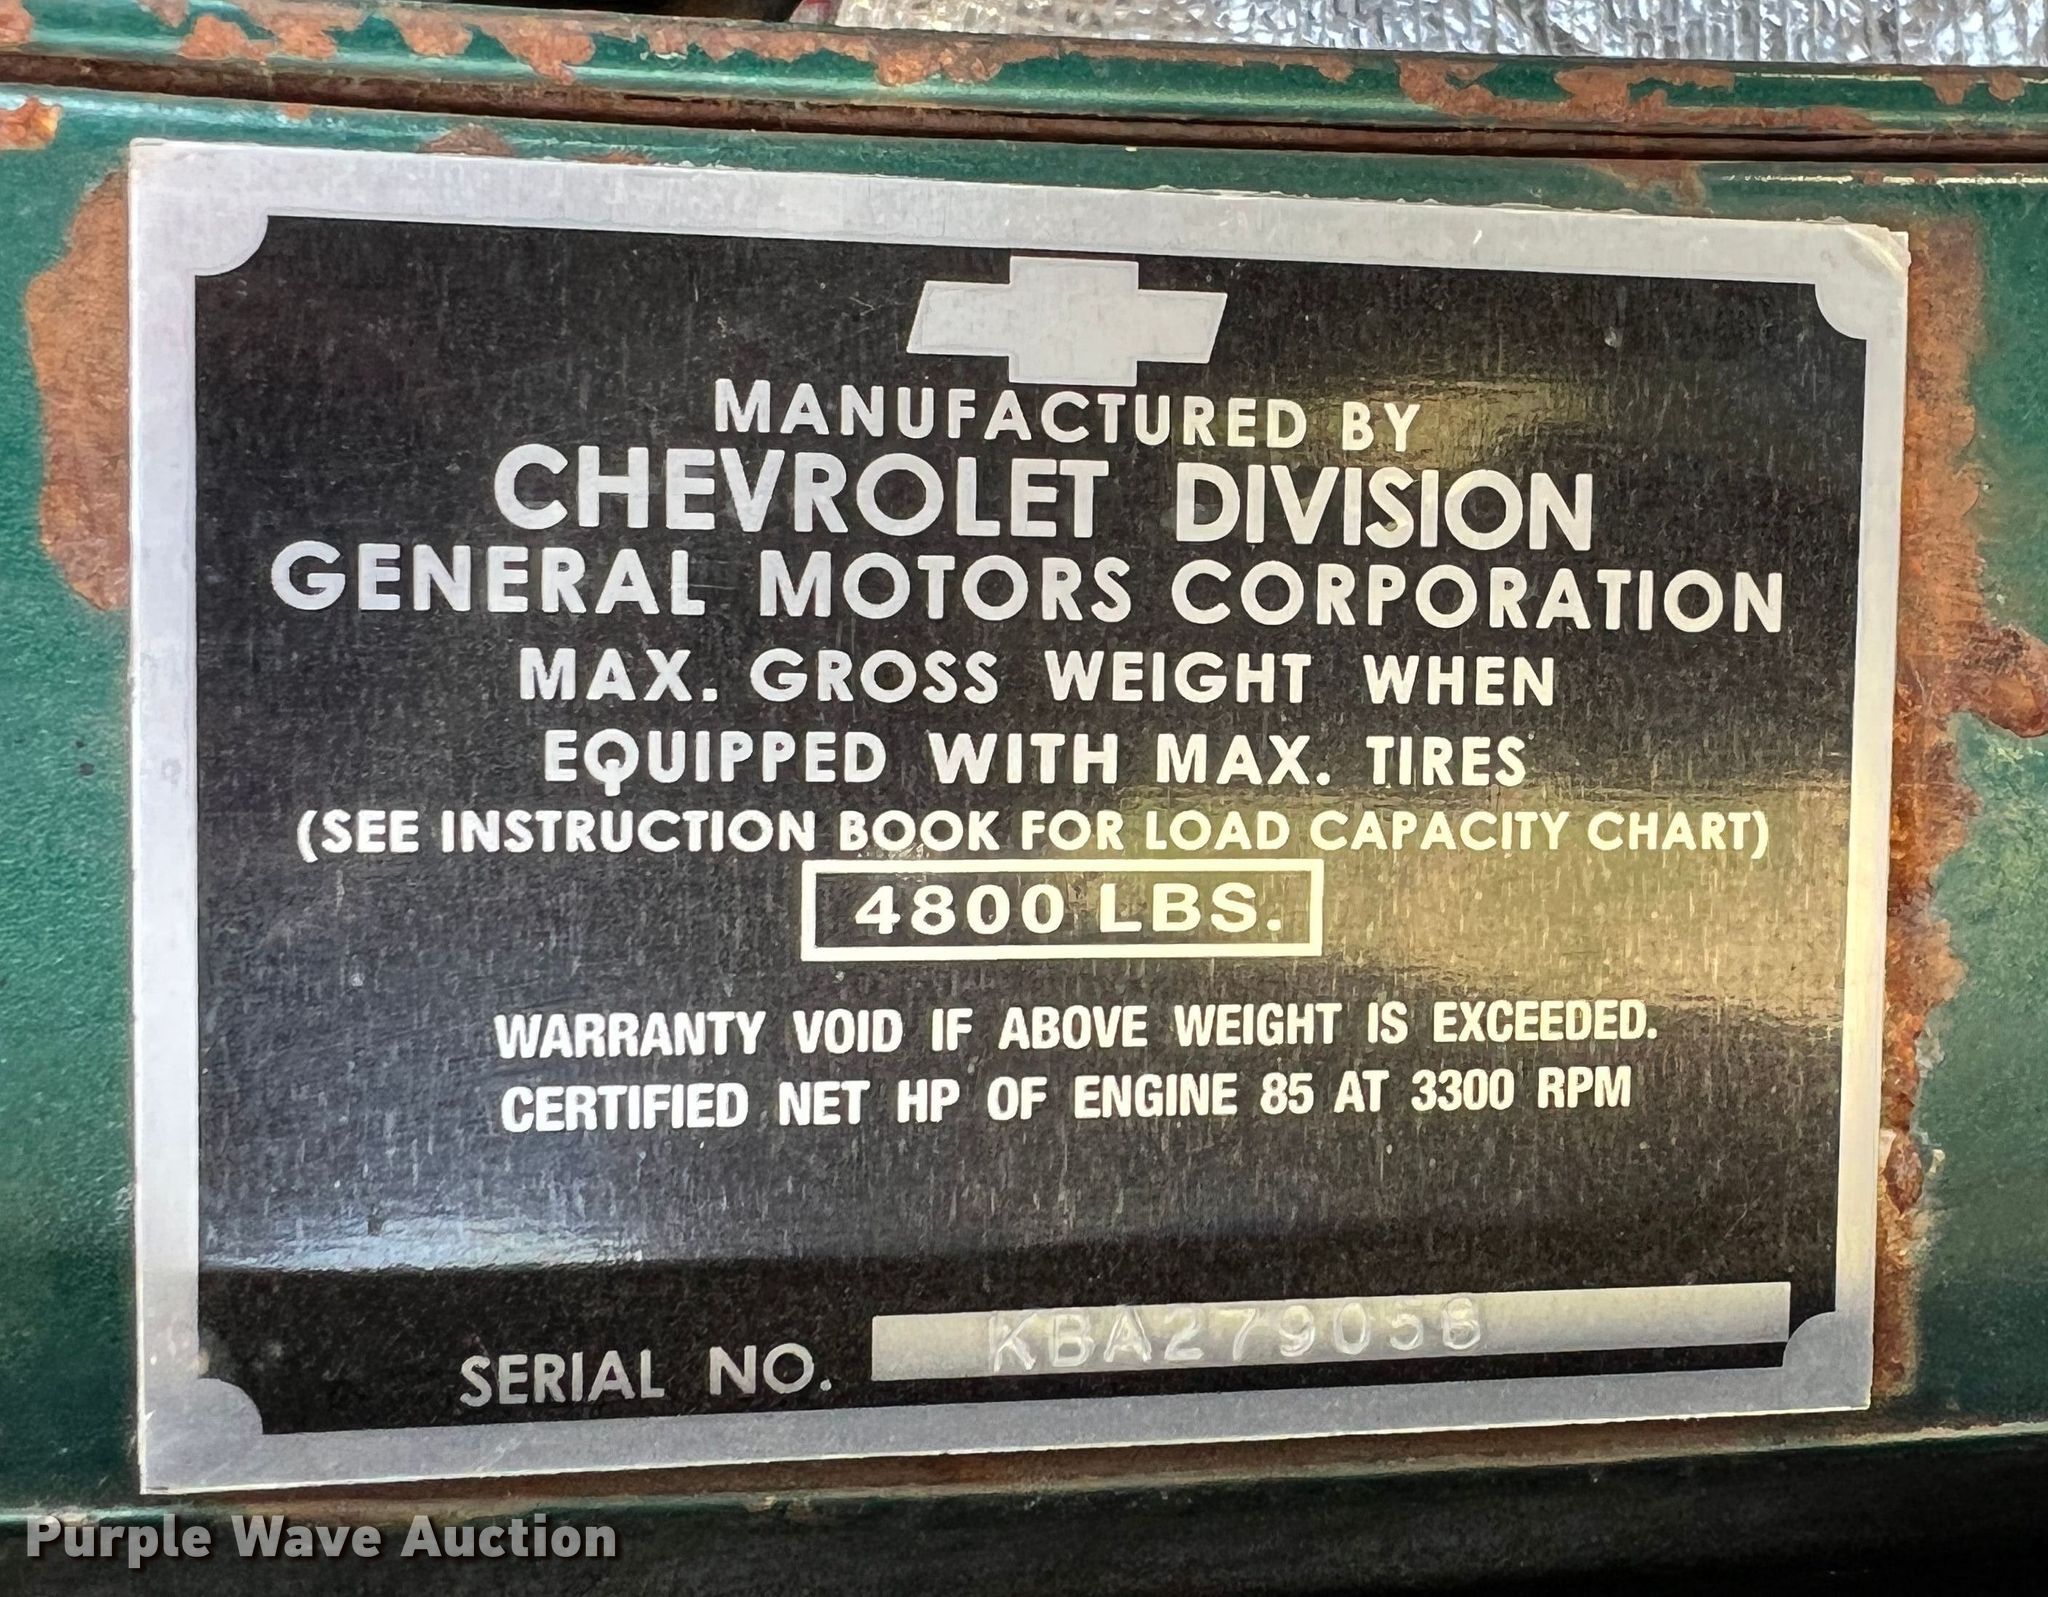 MANUFACTURED BY
CHEVROLET DIVISION
GENERAL MOTORS CORPORATION
MAX. GROSS WEIGHT WHEN
EQUIPPED WITH MAX. TIRES
(SEE INSTRUCTION BOOK FOR LOAD CAPACITY CHART)
4800 LBS.
WARRANTY VOID IF ABOVE WEIGHT IS EXCEEDED.
CERTIFIED NET HP OF ENGINE 85 AT 3300 RPM
SERIAL NO. KBA279058
Purple Wave Auction